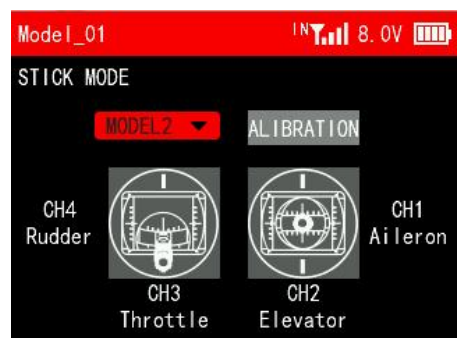 Model_01 IN 8.0V
STICK MODE
MODEL2 ALIBRATION
CH4 CH1
Rudder Aileron
CH3 CH2
Throttle Elevator